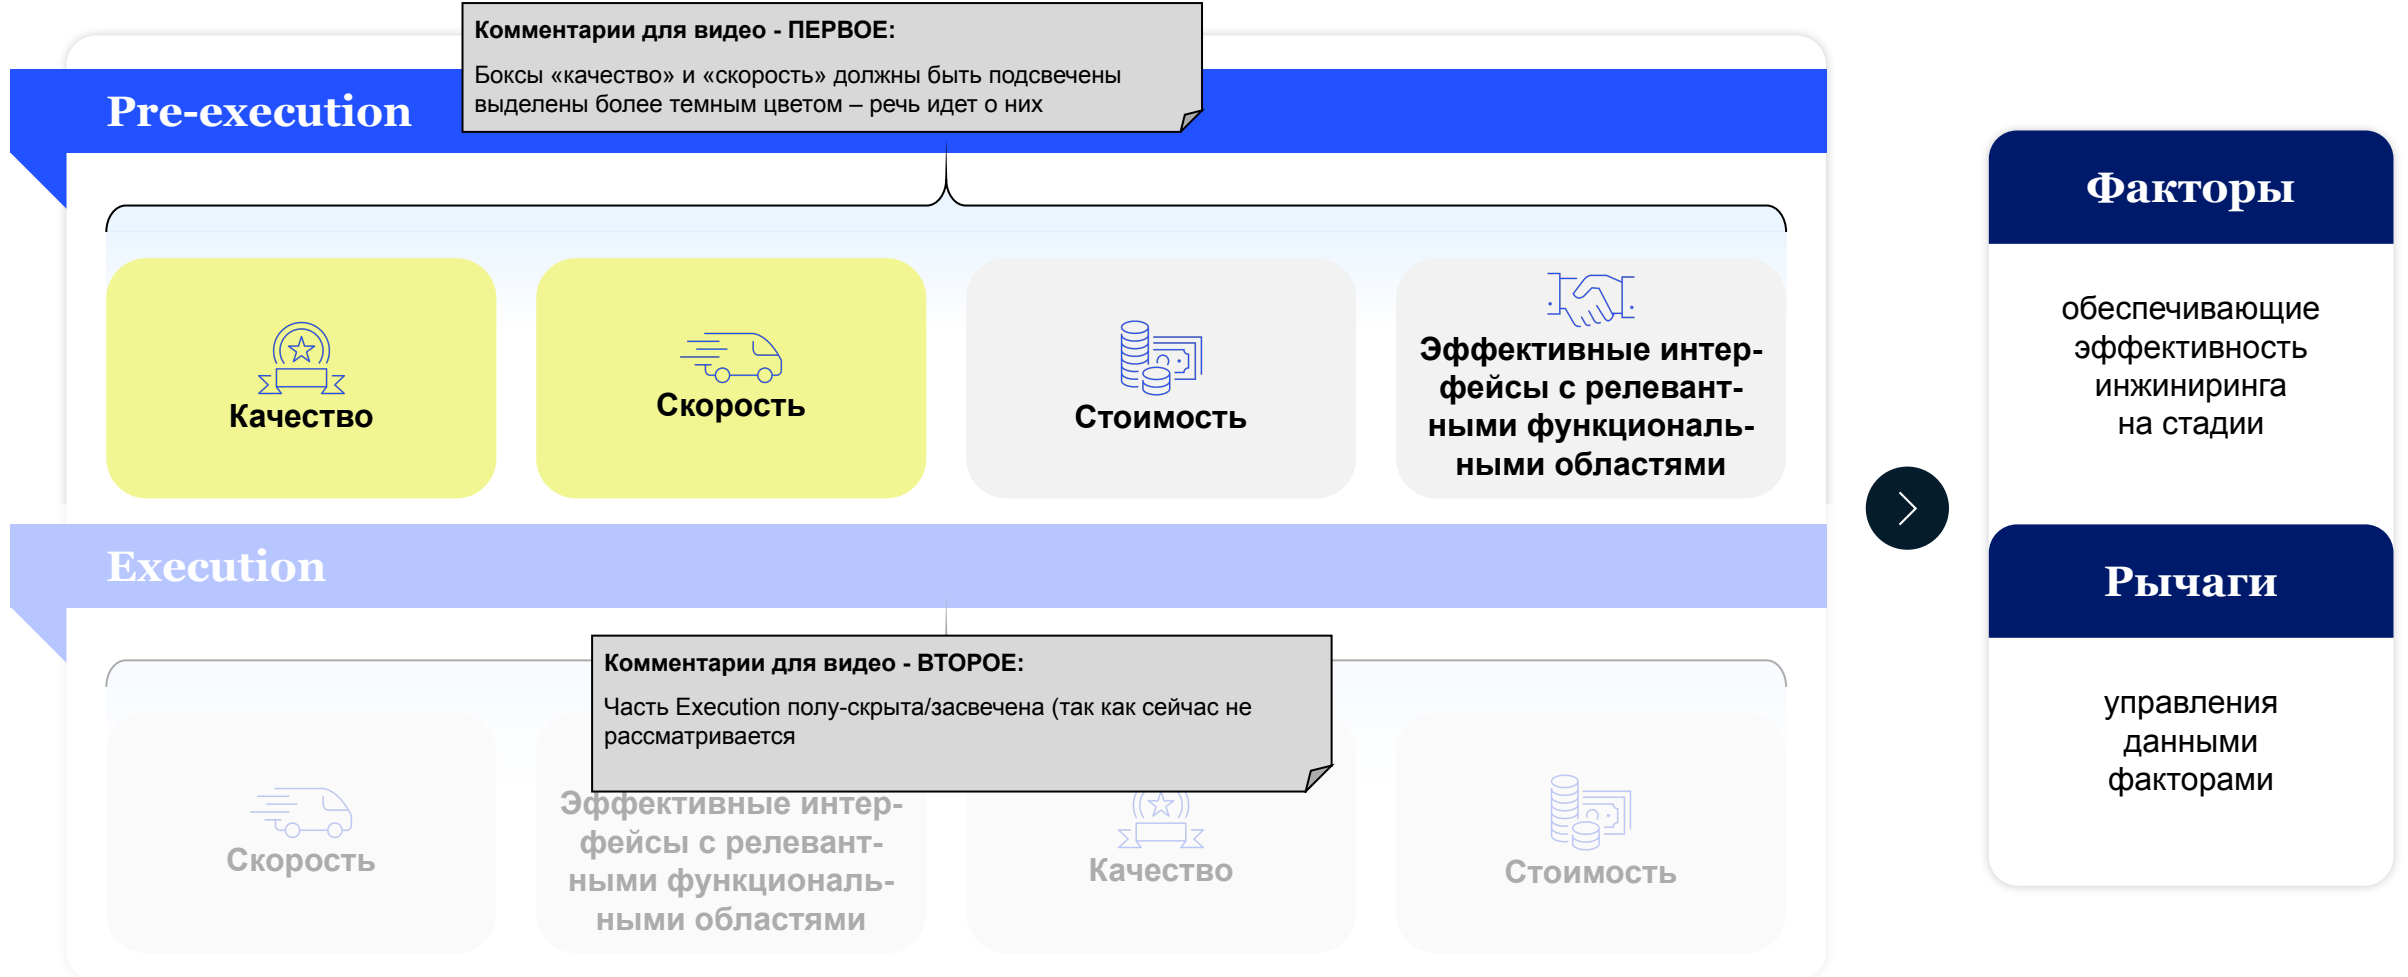 Комментарии для видео - ПЕРВОЕ:
Боксы «качество» и «скорость» должны быть подсвечены
выделены более темным цветом – речь идет о них
Pre-execution
Качество
Скорость
Стоимость
Эффективные интер-
фейсы с релевант-
ными функциональ-
ными областями
Execution
Комментарии для видео - ВТОРОЕ:
Часть Execution полу-скрыта/засвечена (так как сейчас не
рассматривается
Скорость
Эффективные интер-
фейсы с релевант-
ными функциональ-
ными областями
Качество
Стоимость
Факторы
обеспечивающие
эффективность
инжиниринга
на стадии
Рычаги
управления
данными
факторами